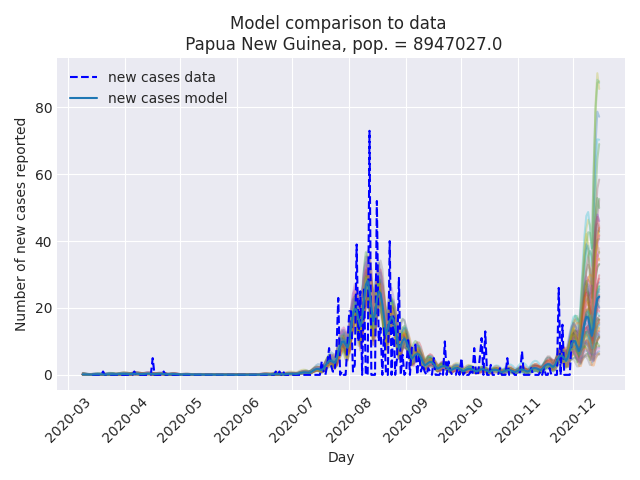 Model comparison to data
Papua New Guinea, pop. = 8947027.0
new cases data
new cases model
Number of new cases reported
80
60
40
20
0
2020-03
2020-04
2020-05
2020-06
2020-07
2020-08
2020-09
2020-10
2020-11
2020-12
Day